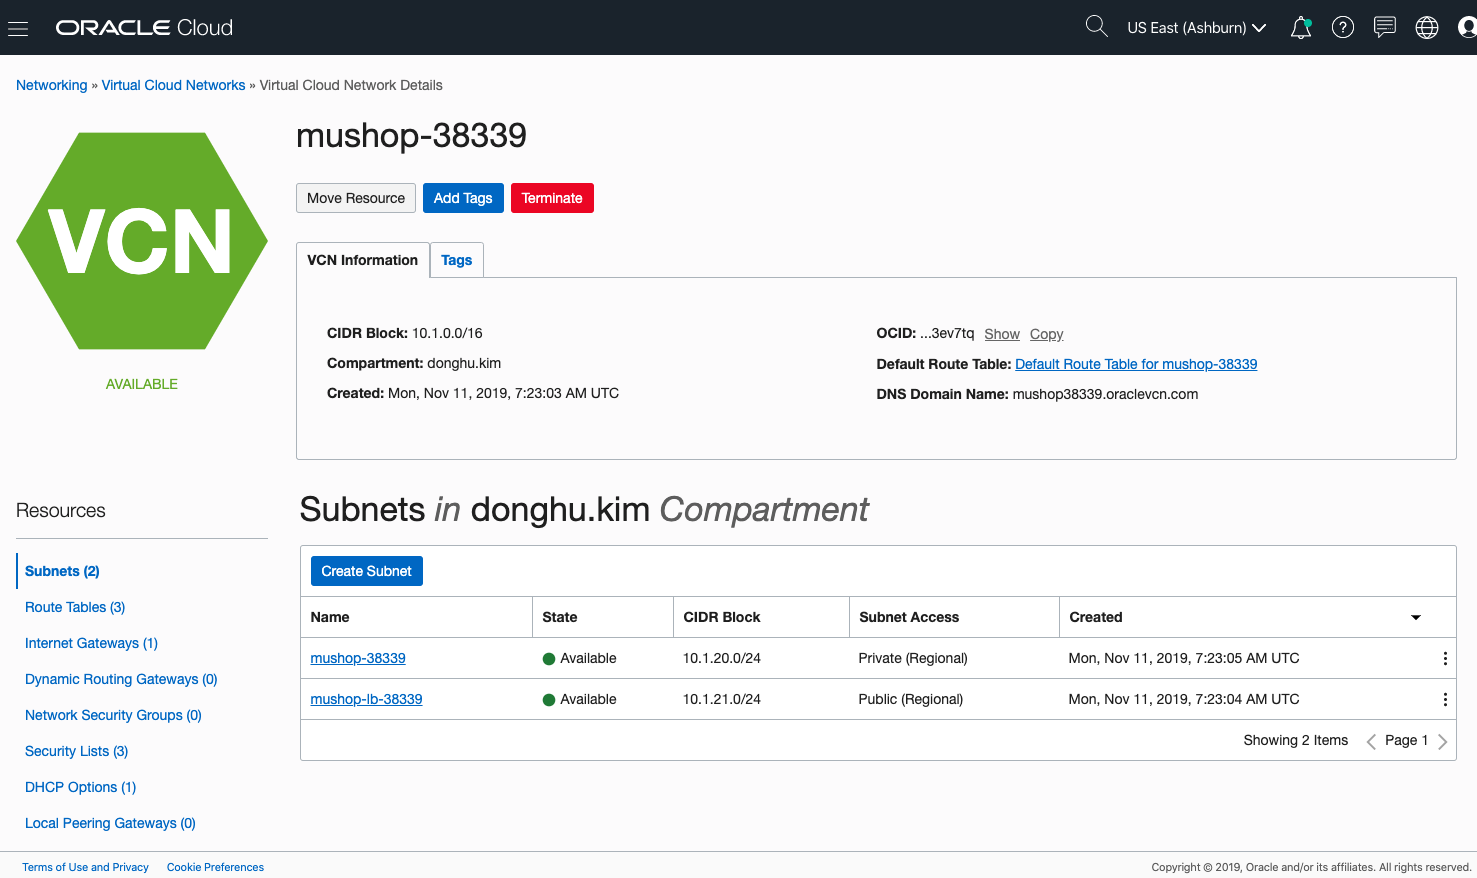 ORACLE Cloud
US East (Ashburn)
Networking » Virtual Cloud Networks » Virtual Cloud Network Details
VCN
AVAILABLE
mushop-38339
Move Resource Add Tags Terminate
VCN Information Tags
CIDR Block: 10.1.0.0/16
Compartment: donghu.kim
Created: Mon, Nov 11, 2019, 7:23:03 AM UTC
OCID: ...3ev7tq Show Copy
Default Route Table: Default Route Table for mushop-38339
DNS Domain Name: mushop38339.oraclevcn.com
Resources
Subnets (2)
Route Tables (3)
Internet Gateways (1)
Dynamic Routing Gateways (0)
Network Security Groups (0)
Security Lists (3)
DHCP Options (1)
Local Peering Gateways (0)
Subnets in donghu.kim Compartment
Create Subnet
Name State CIDR Block Subnet Access Created
mushop-38339 Available 10.1.20.0/24 Private (Regional) Mon, Nov 11, 2019, 7:23:05 AM UTC
mushop-lb-38339 Available 10.1.21.0/24 Public (Regional) Mon, Nov 11, 2019, 7:23:04 AM UTC
Showing 2 Items Page 1
Terms of Use and Privacy Cookie Preferences
Copyright © 2019, Oracle and/or its affiliates. All rights reserved.